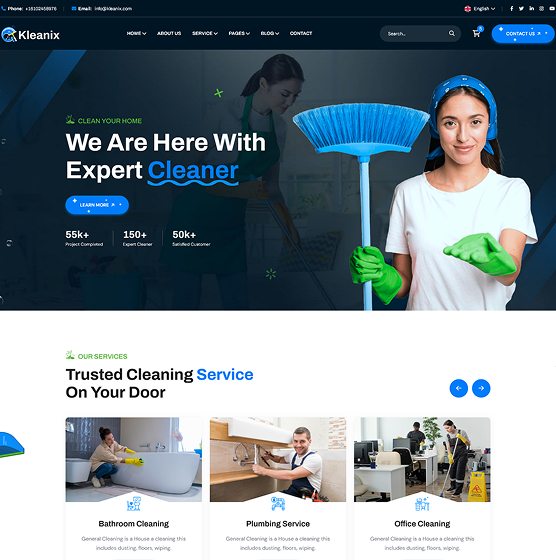 Phone: +16102458976
Email: info@kleanix.com
English
Kleanix
HOME
ABOUT US
SERVICE
PAGES
BLOG
CONTACT
Search...
CONTACT US
CLEAN YOUR HOME
We Are Here With
Expert Cleaner
LEARN MORE
55k+
Project Completed
150+
Expert Cleaner
50k+
Satisfied Customer
OUR SERVICES
Trusted Cleaning Service
On Your Door
Bathroom Cleaning
General Cleaning is a House a cleaning this
includes dusting, floors, wiping.
Plumbing Service
General Cleaning is a House a cleaning this
includes dusting, floors, wiping.
Office Cleaning
General Cleaning is a House a cleaning this
includes dusting, floors, wiping.